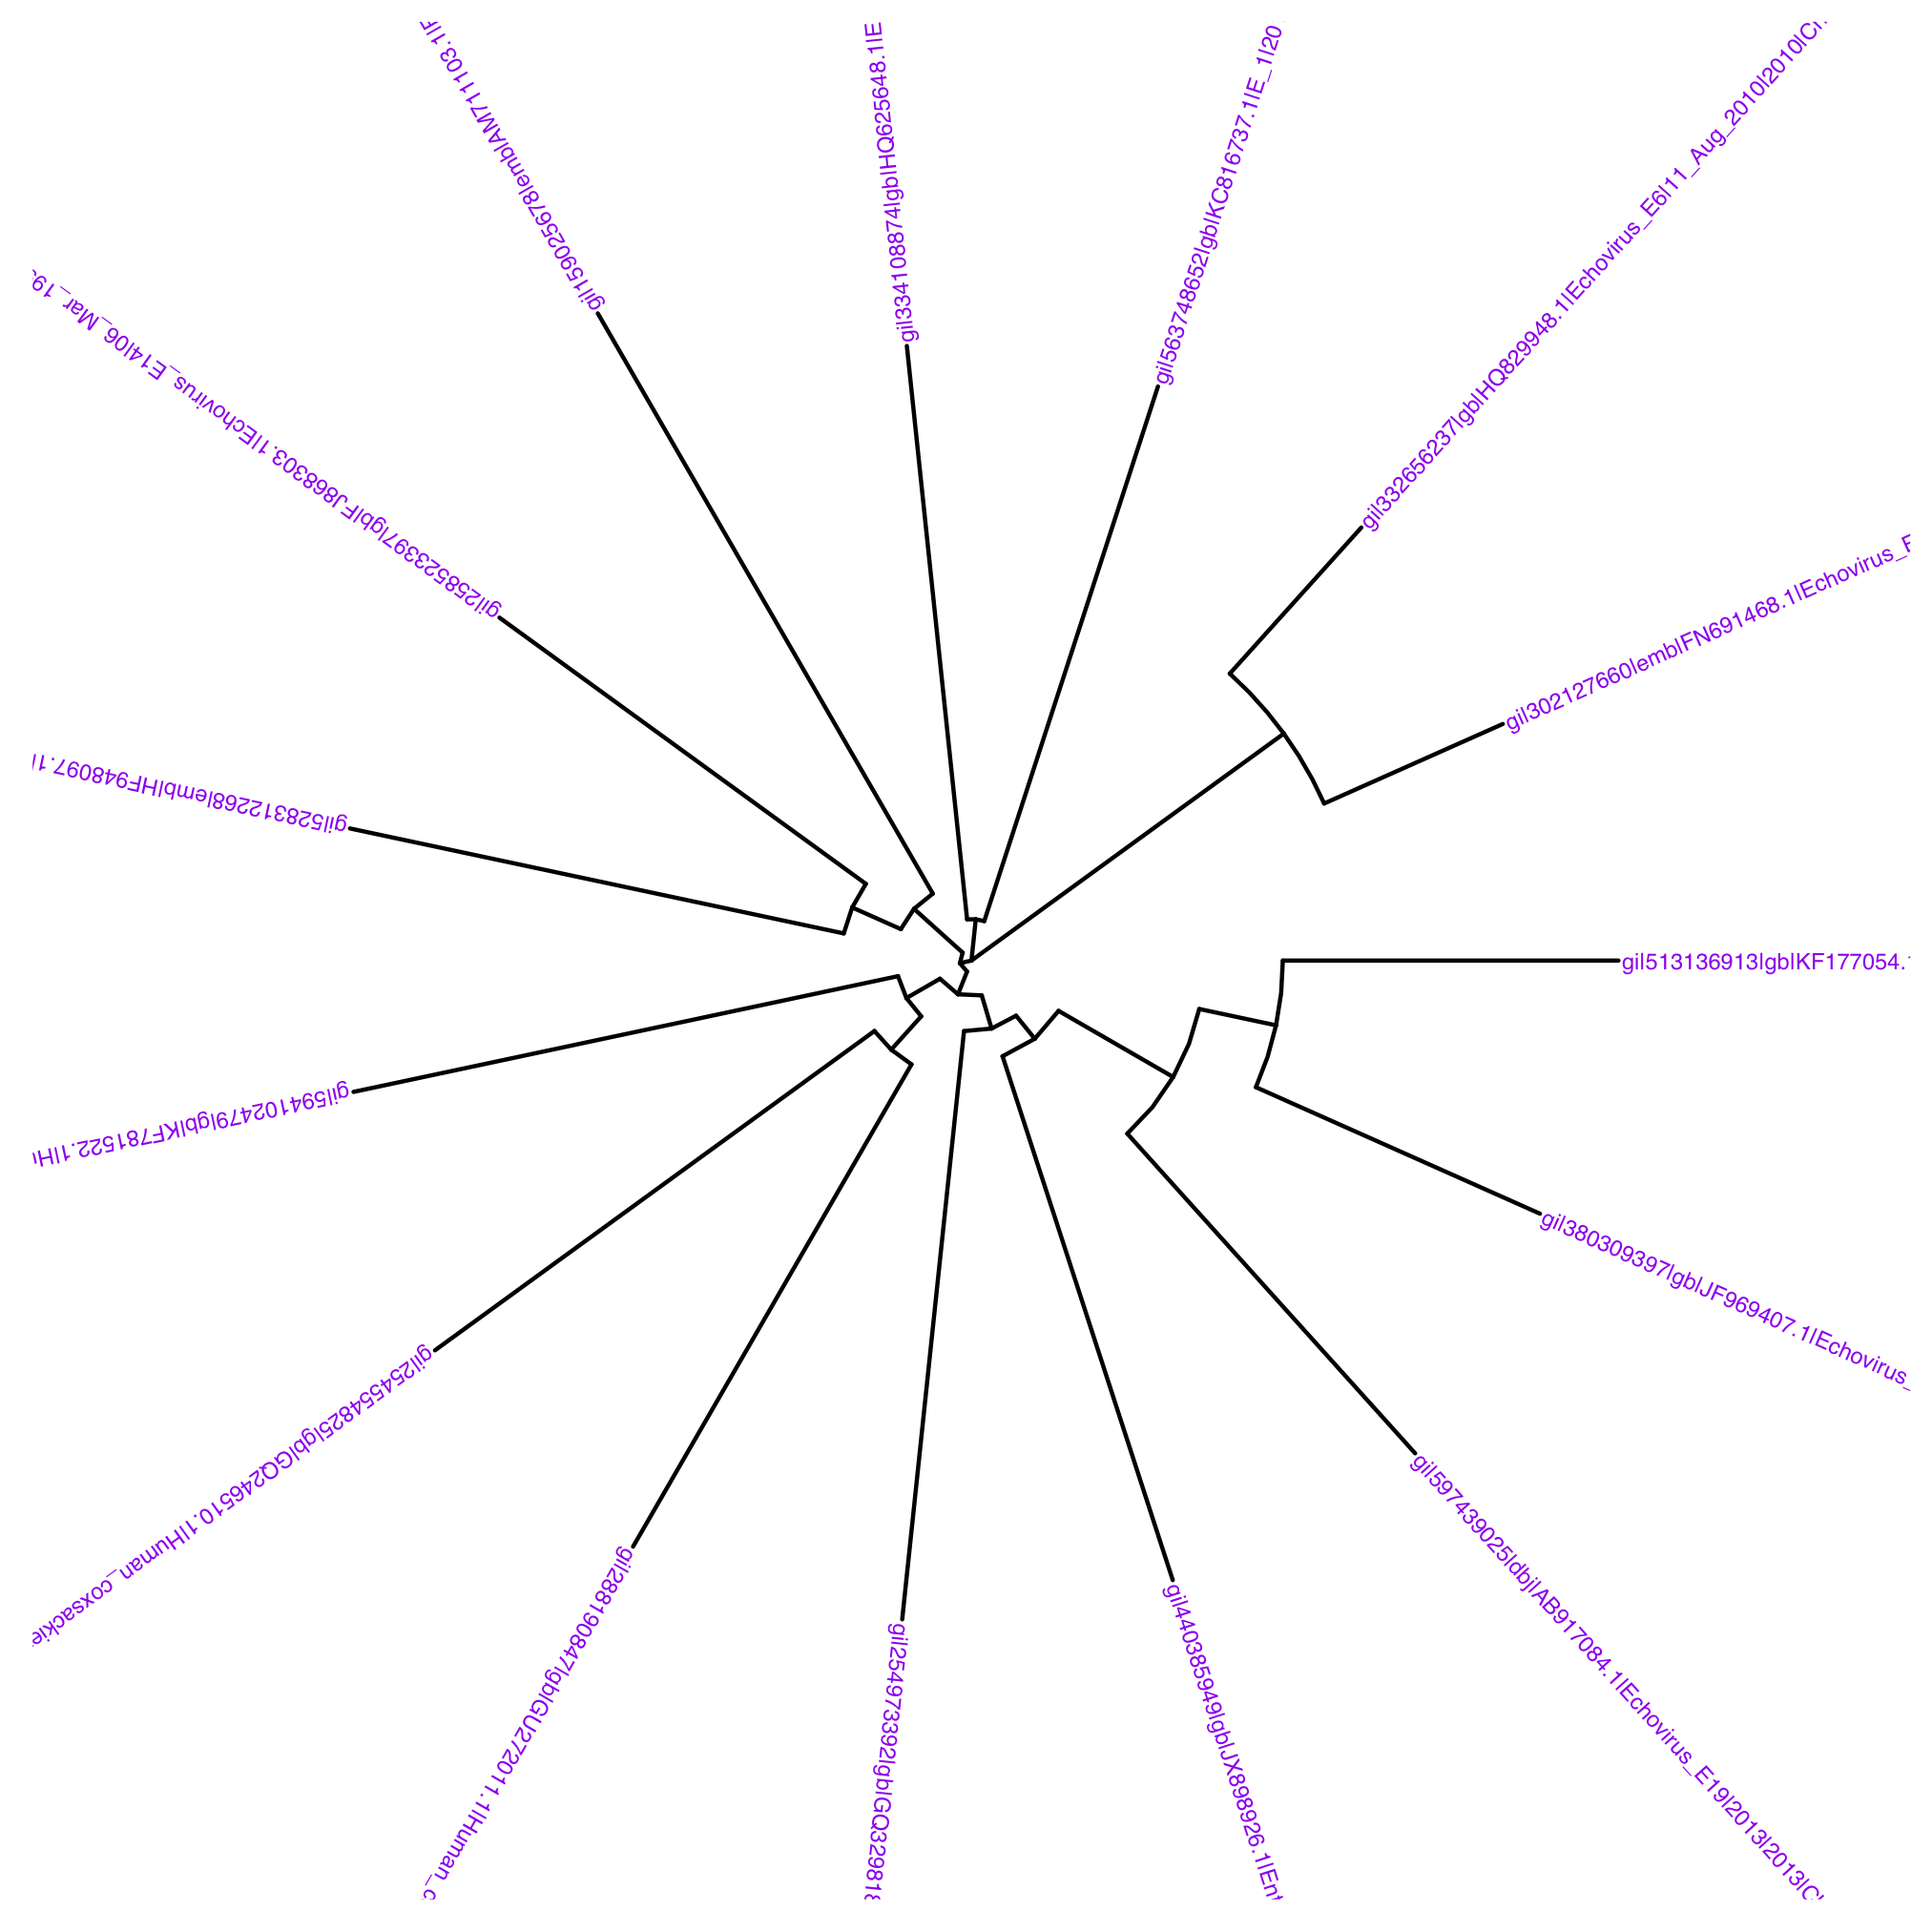 gi|159025678|emb|AM711103.1|E
gi|334108874|gb|HQ625648.1|E
gi|563748652|gb|KC816737.1|E_1|20
gi|332656237|gb|HQ829948.1|Echovirus_E6|11_Aug_2010|2010|C
gi|258523397|gb|FJ868303.1|Echovirus_E14|06_Mar_19
gi|302127660|emb|FN691468.1|Echovirus_
gi|528312268|emb|HF948097.1|
gi|513136913|gb|KF177054.
gi|594102479|gb|KF781522.1|H
gi|380309397|gb|JF969407.1|Echovirus_
gi|254554825|gb|GQ246510.1|Human_coxsackie
gi|597439025|dbj|AB917084.1|Echovirus_E19|2013|2013|C
gi|288190847|gb|GU272011.1|Human_c
gi|254973392|gb|GQ32981
gi|440385949|gb|JX898926.1|En